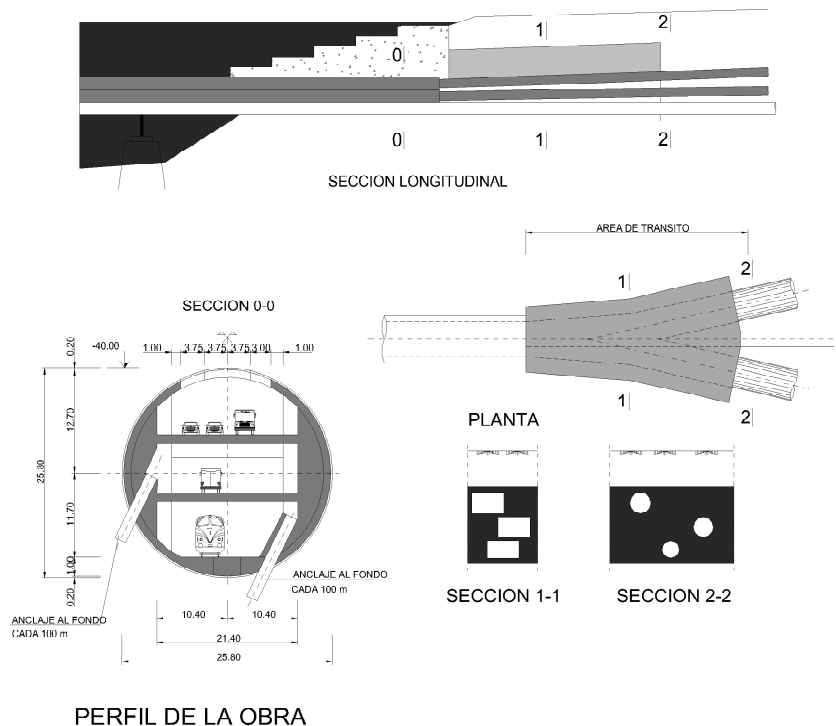 0 1 2
0 1 2
SECCION LONGITUDINAL
AREA DE TRANSITO
1 2
SECCION 0-0
-40.00
1.00 3.75 3.75 3.75 3.00 1.00
0.20
12.70
25.80
11.70
1.00
0.20
1 2
PLANTA
ANCLAJE AL FONDO
CADA 100 m
ANCLAJE AL FONDO
CADA 100 m
10.40 10.40
21.40
25.80
SECCION 1-1 SECCION 2-2
PERFIL DE LA OBRA